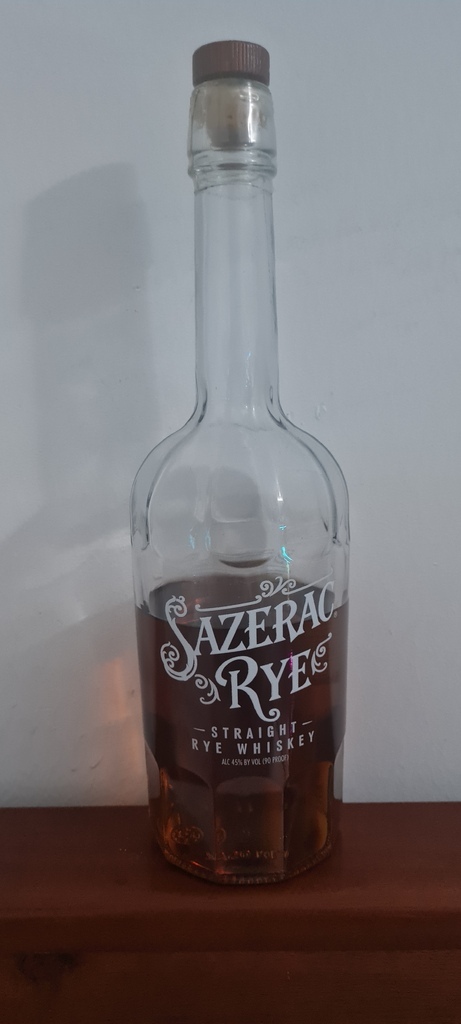 SAZERAC
RYE
STRAIGHT
RYE WHISKEY
ALC 45% BY VOL (90 PROOF)